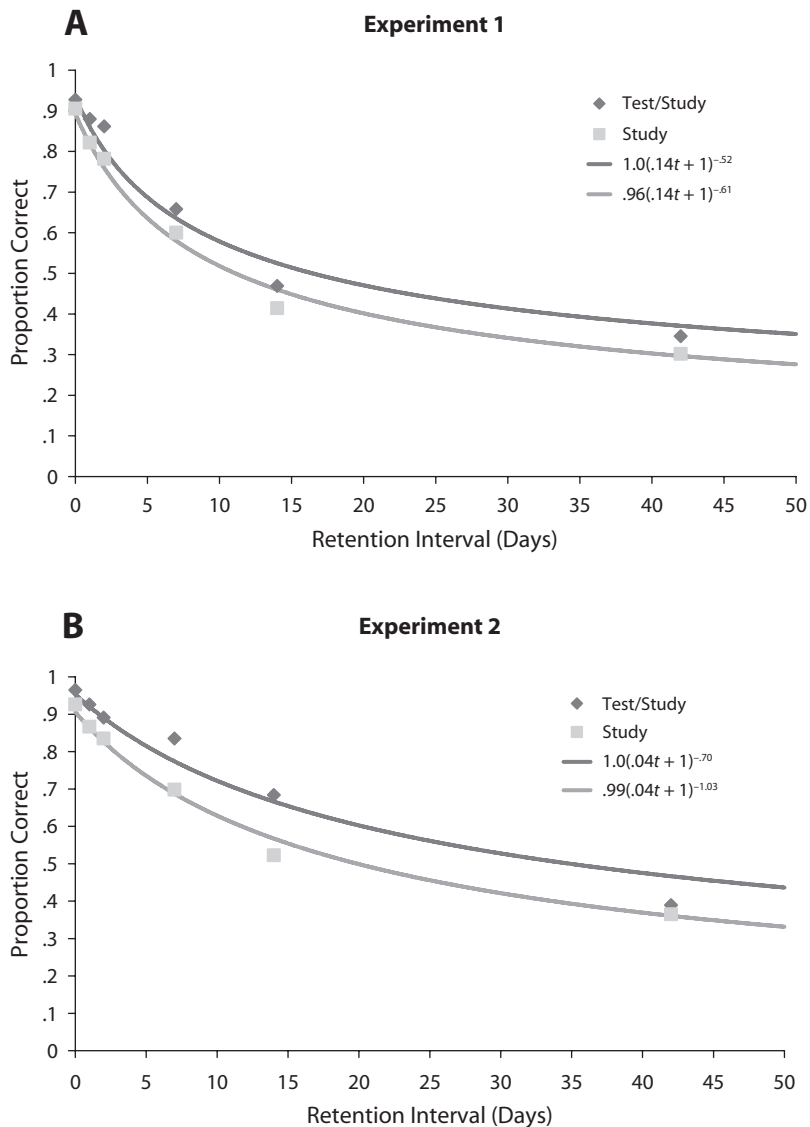 A
Experiment 1
1
.9
.8
.7
.6
.5
.4
.3
.2
.1
0
Proportion Correct
Test/Study
Study
1.0(.14t + 1)^–.52
.96(.14t + 1)^–.61
0 5 10 15 20 25 30 35 40 45 50
Retention Interval (Days)
B
Experiment 2
1
.9
.8
.7
.6
.5
.4
.3
.2
.1
0
Proportion Correct
Test/Study
Study
1.0(.04t + 1)^–.70
.99(.04t + 1)^–1.03
0 5 10 15 20 25 30 35 40 45 50
Retention Interval (Days)